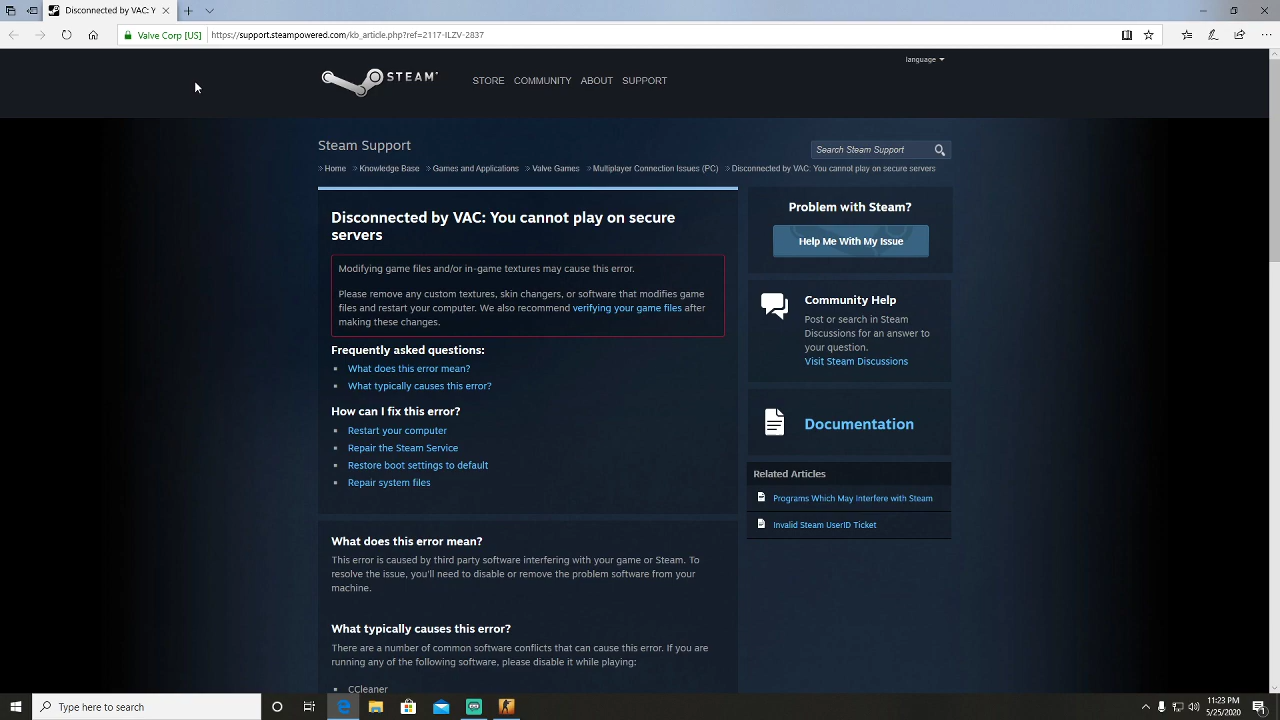 Disconnected by VAC: Y
Valve Corp [US] https://support.steampowered.com/kb_article.php?ref=2117-ILZV-2837
language
STEAM
STORE COMMUNITY ABOUT SUPPORT
Steam Support
Search Steam Support
Home Knowledge Base Games and Applications Valve Games Multiplayer Connection Issues (PC) Disconnected by VAC: You cannot play on secure servers
Disconnected by VAC: You cannot play on secure
servers
Modifying game files and/or in-game textures may cause this error.
Please remove any custom textures, skin changers, or software that modifies game
files and restart your computer. We also recommend verifying your game files after
making these changes.
Frequently asked questions:
What does this error mean?
What typically causes this error?
How can I fix this error?
Restart your computer
Repair the Steam Service
Restore boot settings to default
Repair system files
What does this error mean?
This error is caused by third party software interfering with your game or Steam. To
resolve the issue, you'll need to disable or remove the problem software from your
machine.
What typically causes this error?
There are a number of common software conflicts that can cause this error. If you are
running any of the following software, please disable it while playing:
CCleaner
Problem with Steam?
Help Me With My Issue
Community Help
Post or search in Steam
Discussions for an answer to
your question.
Visit Steam Discussions
Documentation
Related Articles
Programs Which May Interfere with Steam
Invalid Steam UserID Ticket
Type here to search
11:23 PM
5/25/2020